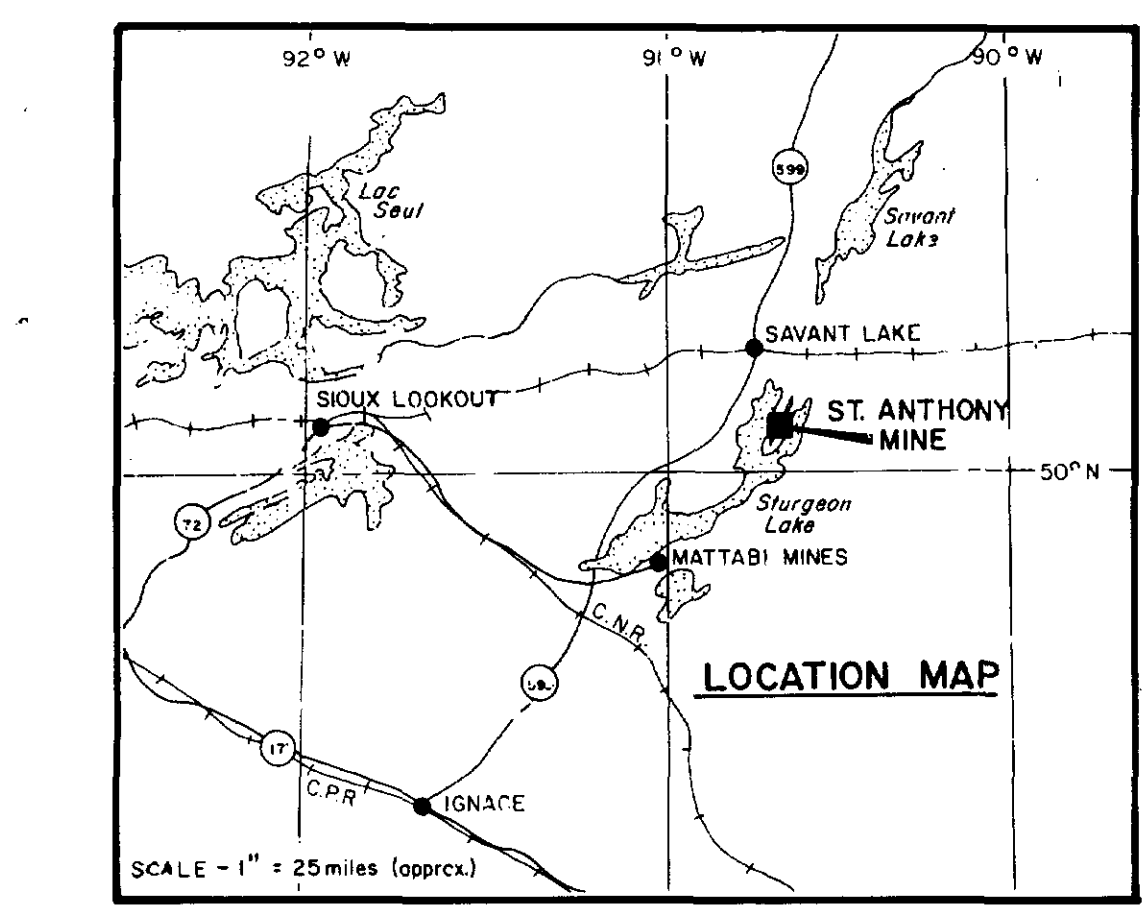 92° W
91° W
90° W
599
Lac
Seul
Savant
Lake
SAVANT LAKE
SIOUX LOOKOUT
ST. ANTHONY
MINE
50° N
72
Sturgeon
Lake
MATTABI MINES
C.N.R.
LOCATION MAP
17
C.P.R
IGNACE
SCALE - 1" = 25 miles (approx.)